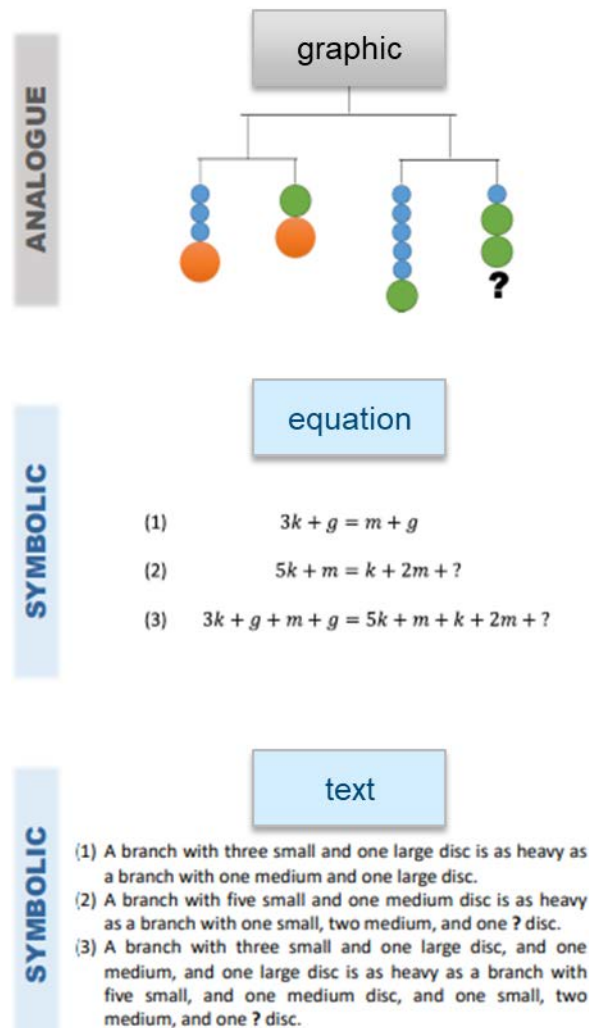 graphic
ANALOGUE
?
equation
SYMBOLIC
(1) 3k + g = m + g
(2) 5k + m = k + 2m + ?
(3) 3k + g + m + g = 5k + m + k + 2m + ?
text
SYMBOLIC
(1) A branch with three small and one large disc is as heavy as
a branch with one medium and one large disc.
(2) A branch with five small and one medium disc is as heavy
as a branch with one small, two medium, and one ? disc.
(3) A branch with three small and one large disc, and one
medium, and one large disc is as heavy as a branch with
five small, and one medium disc, and one small, two
medium, and one ? disc.